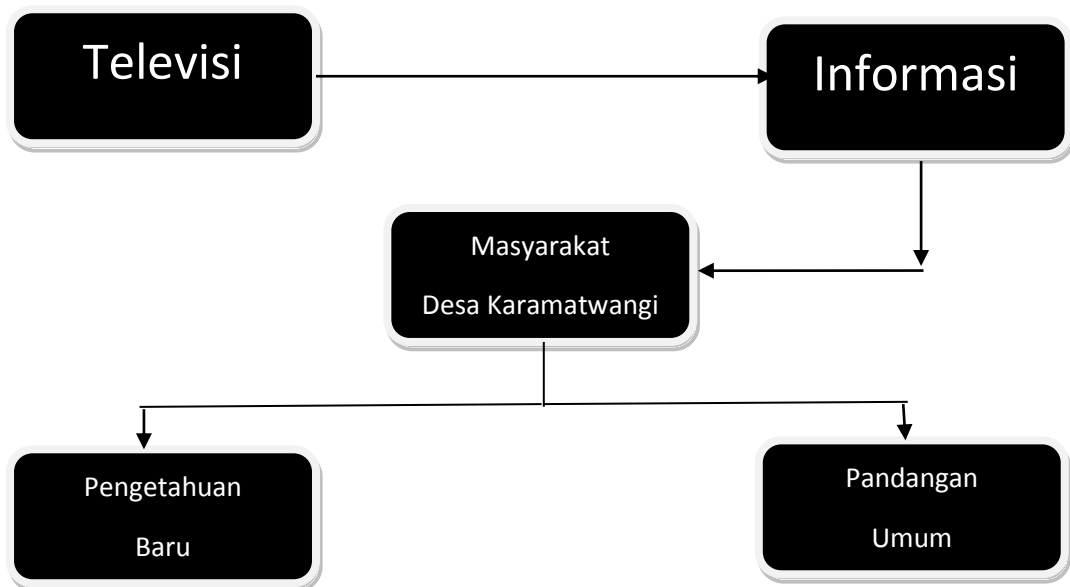 Televisi
Informasi
Masyarakat
Desa Karamatwangi
Pengetahuan
Baru
Pandangan
Umum